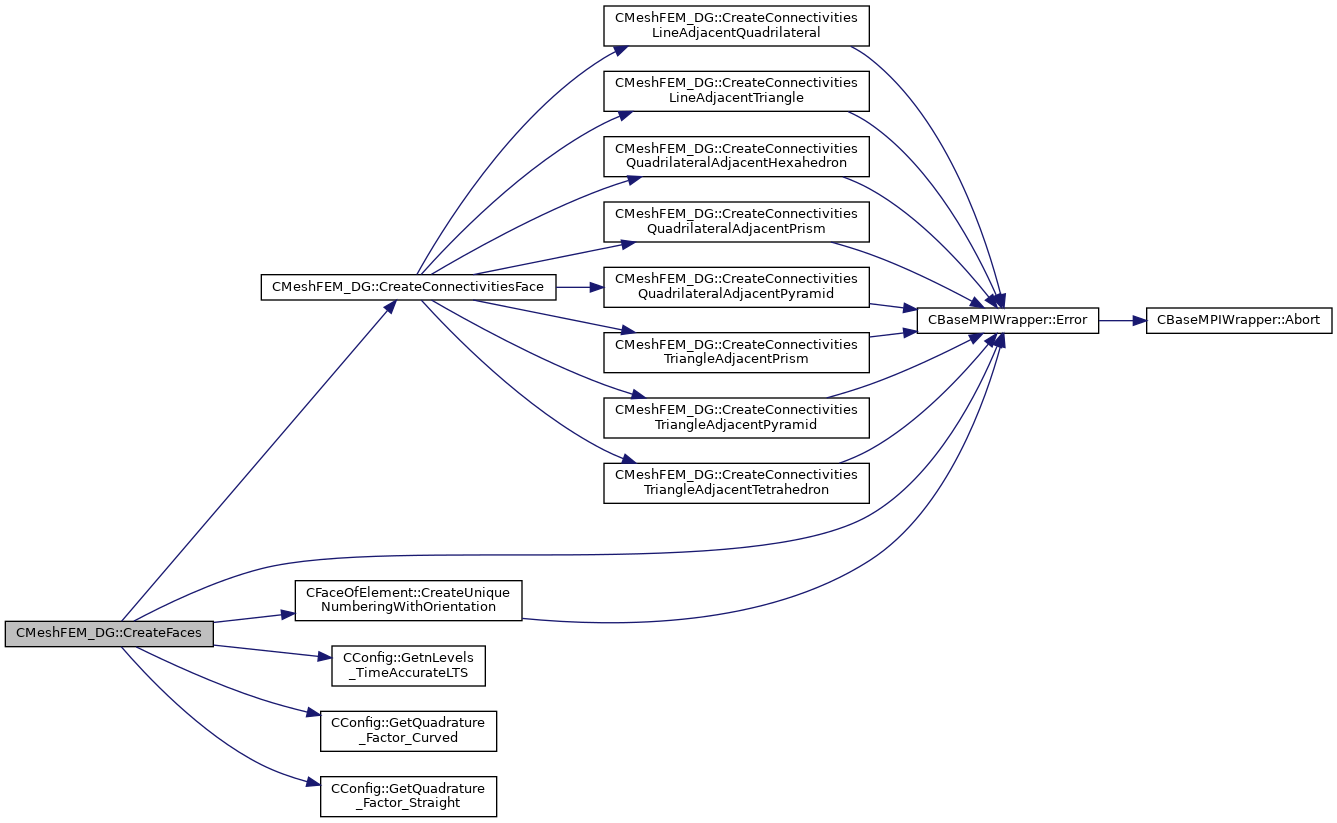 CMeshFEM_DG::CreateConnectivities
LineAdjacentQuadrilateral
CMeshFEM_DG::CreateConnectivities
LineAdjacentTriangle
CMeshFEM_DG::CreateConnectivities
QuadrilateralAdjacentHexahedron
CMeshFEM_DG::CreateConnectivities
QuadrilateralAdjacentPrism
CMeshFEM_DG::CreateConnectivitiesFace
CMeshFEM_DG::CreateConnectivities
QuadrilateralAdjacentPyramid
CBaseMPIWrapper::Error
CBaseMPIWrapper::Abort
CMeshFEM_DG::CreateConnectivities
TriangleAdjacentPrism
CMeshFEM_DG::CreateConnectivities
TriangleAdjacentPyramid
CMeshFEM_DG::CreateConnectivities
TriangleAdjacentTetrahedron
CFaceOfElement::CreateUnique
NumberingWithOrientation
CMeshFEM_DG::CreateFaces
CConfig::GetnLevels
_TimeAccurateLTS
CConfig::GetQuadrature
_Factor_Curved
CConfig::GetQuadrature
_Factor_Straight